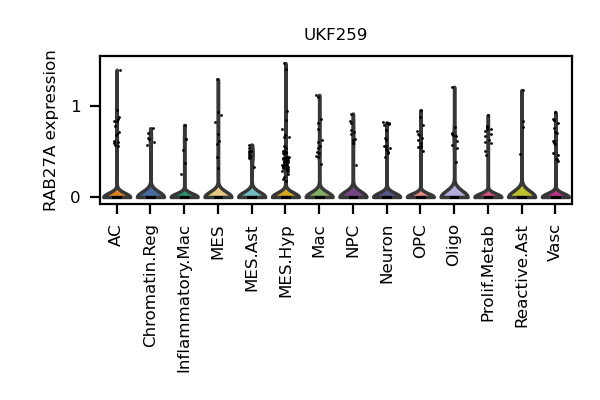 UKF259
RAB27A expression
1
0
AC
Chromatin.Reg
Inflammatory.Mac
MES
MES.Ast
MES.Hyp
Mac
NPC
Neuron
OPC
Oligo
Prolif.Metab
Reactive.Ast
Vasc